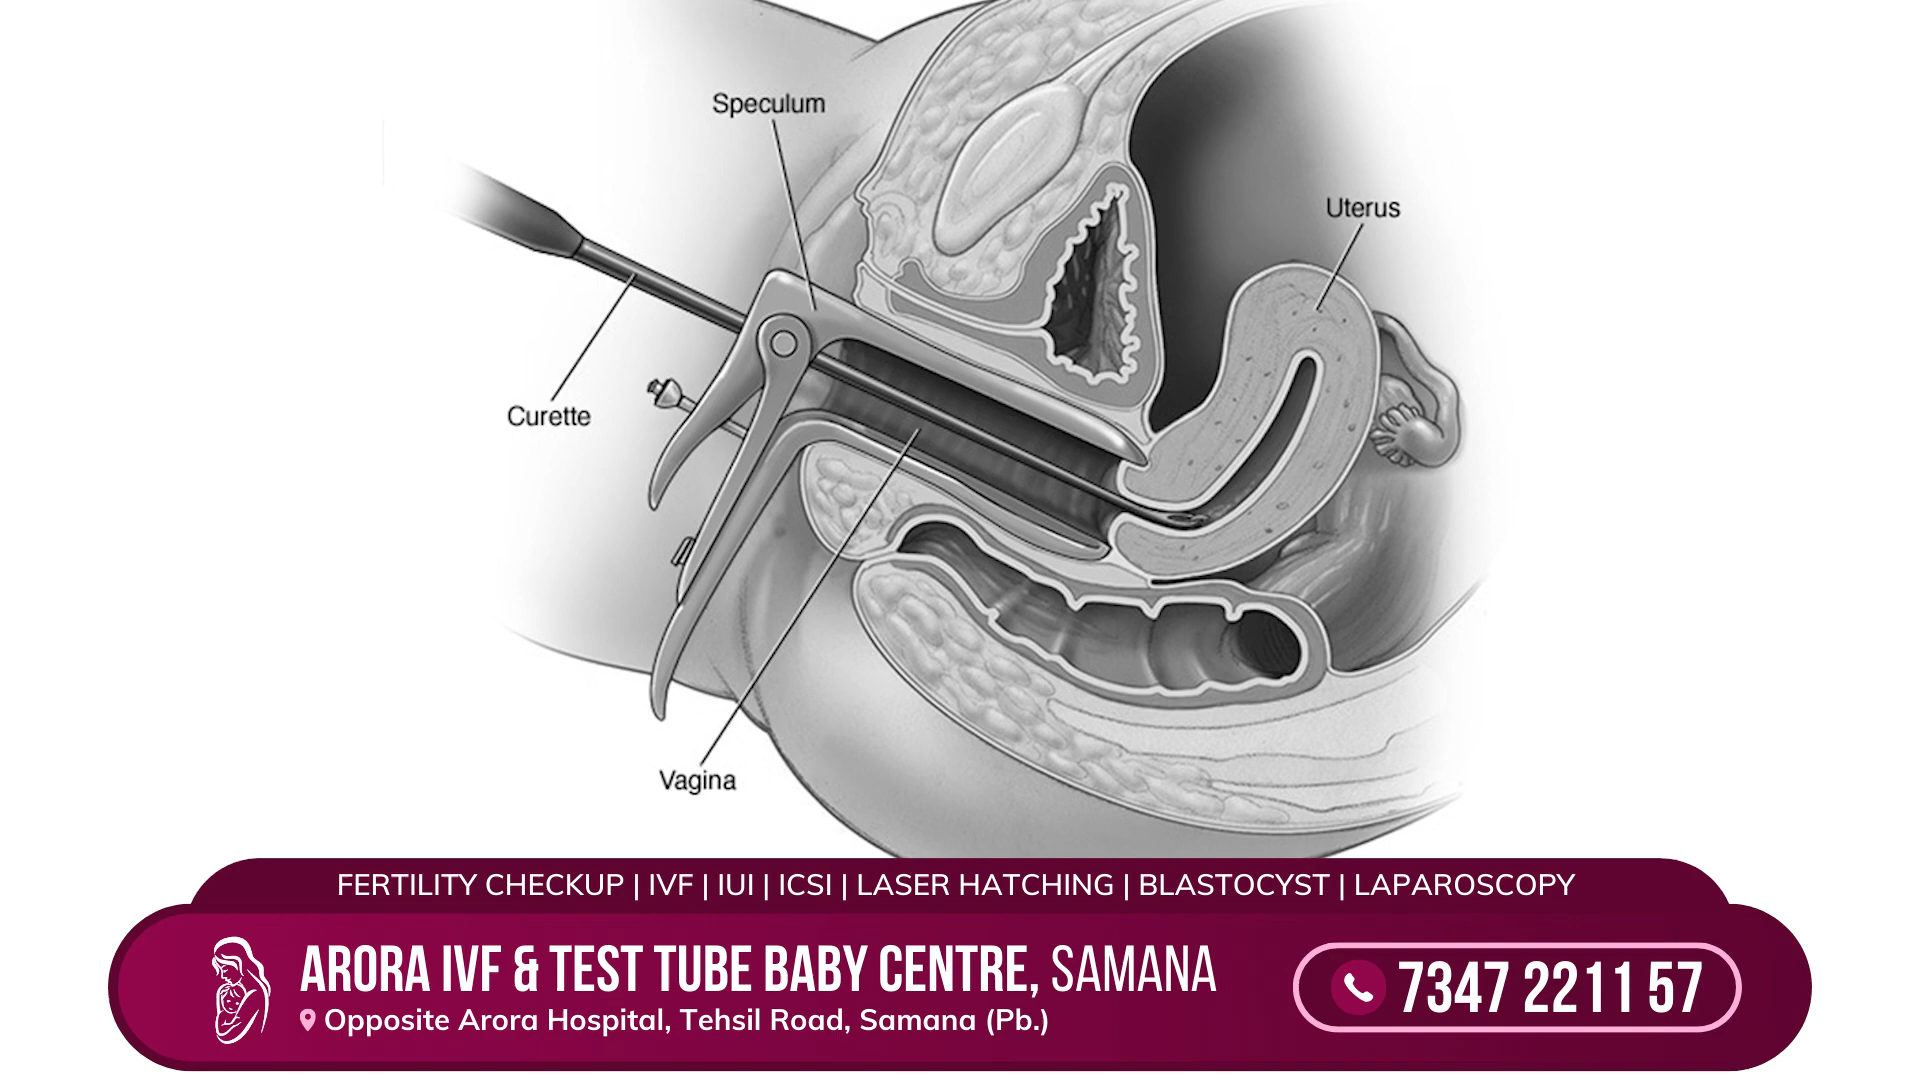 Speculum
Uterus
Curette
Vagina
FERTILITY CHECKUP | IVF | IUI | ICSI | LASER HATCHING | BLASTOCYST | LAPAROSCOPY
ARORA IVF & TEST TUBE BABY CENTRE, SAMANA
Opposite Arora Hospital, Tehsil Road, Samana (Pb.)
7347 2211 57